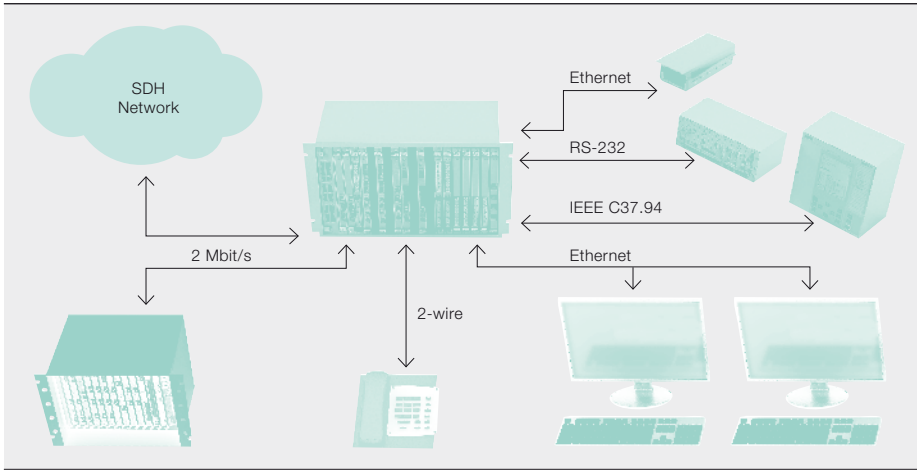 SDH
Network
Ethernet
RS-232
IEEE C37.94
2 Mbit/s
Ethernet
2-wire